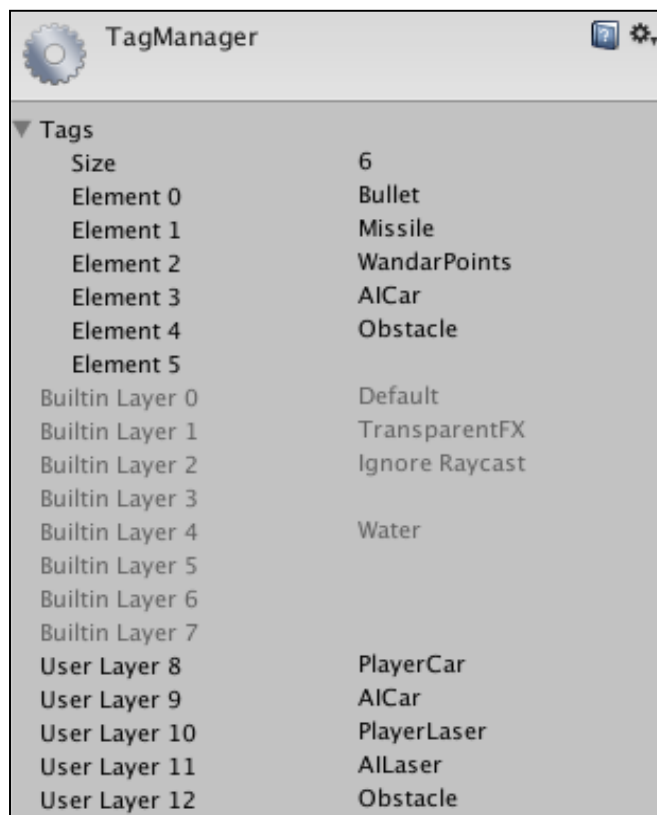 TagManager
Tags
Size 6
Element 0 Bullet
Element 1 Missile
Element 2 WandarPoints
Element 3 AICar
Element 4 Obstacle
Element 5
Builtin Layer 0 Default
Builtin Layer 1 TransparentFX
Builtin Layer 2 Ignore Raycast
Builtin Layer 3
Builtin Layer 4 Water
Builtin Layer 5
Builtin Layer 6
Builtin Layer 7
User Layer 8 PlayerCar
User Layer 9 AICar
User Layer 10 PlayerLaser
User Layer 11 AILaser
User Layer 12 Obstacle